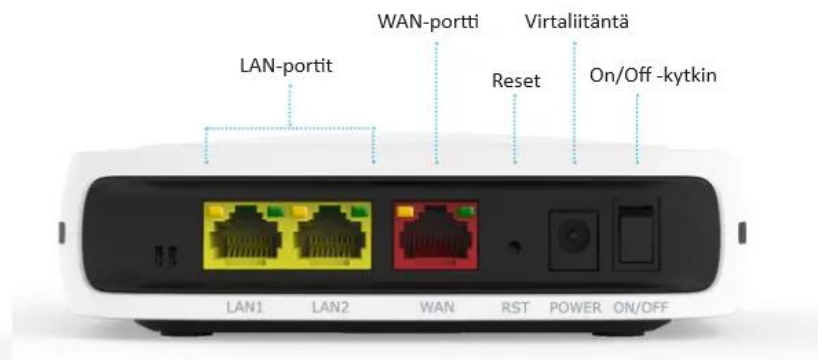 WAN-portti
Virtaliitäntä
LAN-portit
Reset
On/Off -kytkin
LAN1
LAN2
WAN
RST
POWER
ON/OFF